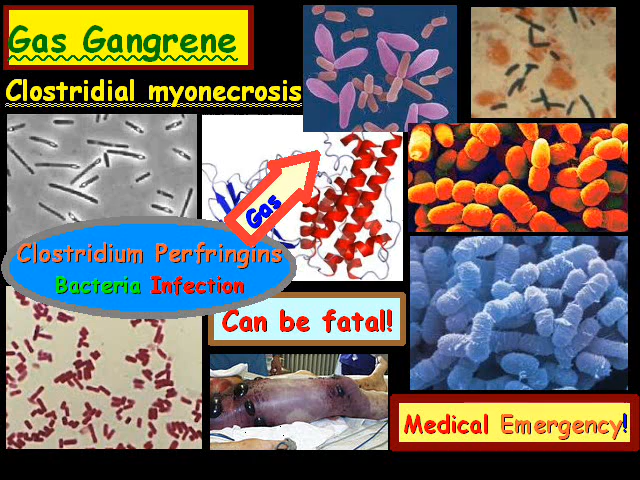 Gas Gangrene
Clostridial myonecrosis
Gas
Clostridium Perfringins
Bacteria Infection
Can be fatal!
Medical Emergency!